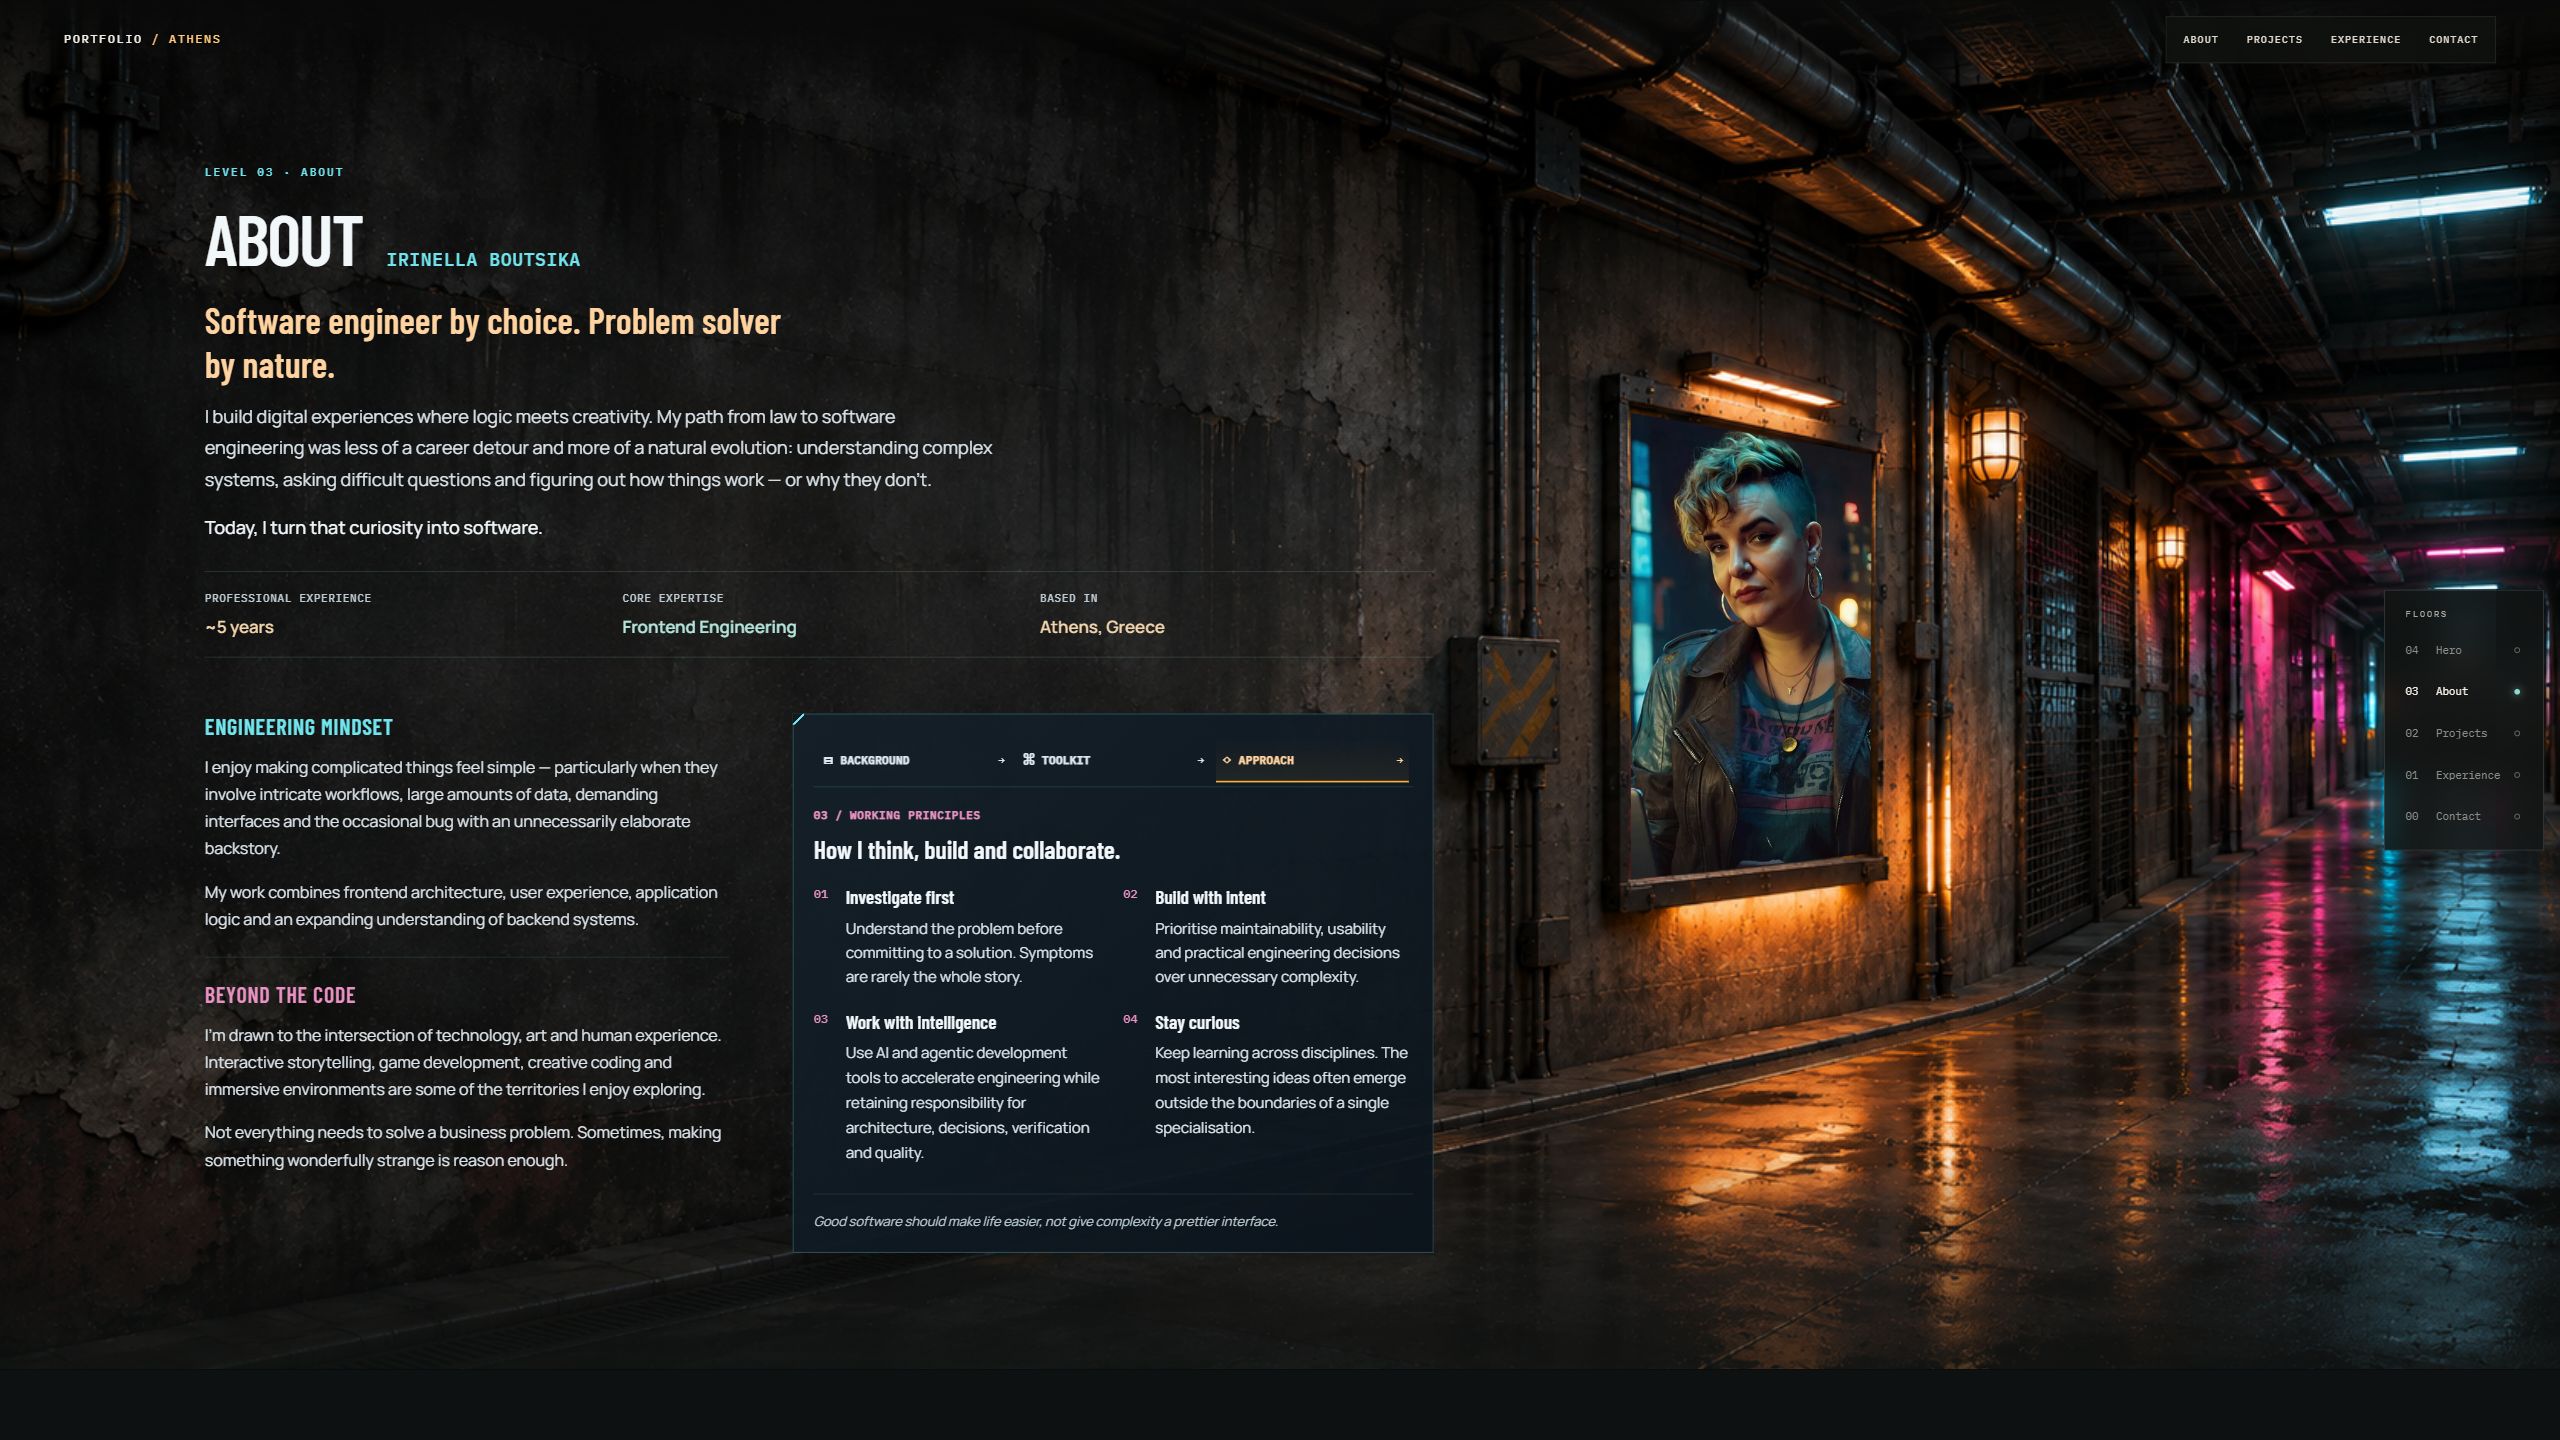 PORTFOLIO / ATHENS
ABOUT PROJECTS EXPERIENCE CONTACT
LEVEL 03 · ABOUT
ABOUT IRINELLA BOUTSIKA
Software engineer by choice. Problem solver
by nature.
I build digital experiences where logic meets creativity. My path from law to software
engineering was less of a career detour and more of a natural evolution: understanding complex
systems, asking difficult questions and figuring out how things work — or why they don't.
Today, I turn that curiosity into software.
PROFESSIONAL EXPERIENCE
~5 years
CORE EXPERTISE
Frontend Engineering
BASED IN
Athens, Greece
ENGINEERING MINDSET
I enjoy making complicated things feel simple — particularly when they
involve intricate workflows, large amounts of data, demanding
interfaces and the occasional bug with an unnecessarily elaborate
backstory.
My work combines frontend architecture, user experience, application
logic and an expanding understanding of backend systems.
BEYOND THE CODE
I'm drawn to the intersection of technology, art and human experience.
Interactive storytelling, game development, creative coding and
immersive environments are some of the territories I enjoy exploring.
Not everything needs to solve a business problem. Sometimes, making
something wonderfully strange is reason enough.
BACKGROUND → ⌘ TOOLKIT → ◇ APPROACH →
03 / WORKING PRINCIPLES
How I think, build and collaborate.
01 Investigate first
Understand the problem before
committing to a solution. Symptoms
are rarely the whole story.
02 Build with intent
Prioritise maintainability, usability
and practical engineering decisions
over unnecessary complexity.
03 Work with intelligence
Use AI and agentic development
tools to accelerate engineering while
retaining responsibility for
architecture, decisions, verification
and quality.
04 Stay curious
Keep learning across disciplines. The
most interesting ideas often emerge
outside the boundaries of a single
specialisation.
Good software should make life easier, not give complexity a prettier interface.
FLOORS
04 Hero
03 About
02 Projects
01 Experience
00 Contact